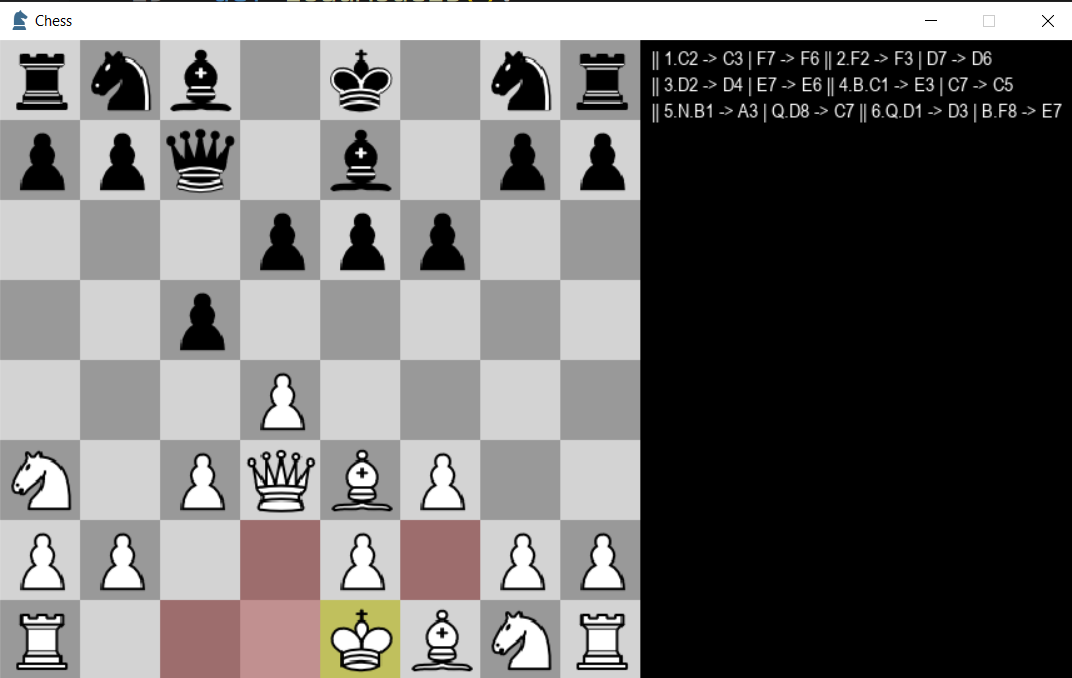 Chess
|| 1.C2 -> C3 | F7 -> F6 || 2.F2 -> F3 | D7 -> D6
|| 3.D2 -> D4 | E7 -> E6 || 4.B.C1 -> E3 | C7 -> C5
|| 5.N.B1 -> A3 | Q.D8 -> C7 || 6.Q.D1 -> D3 | B.F8 -> E7